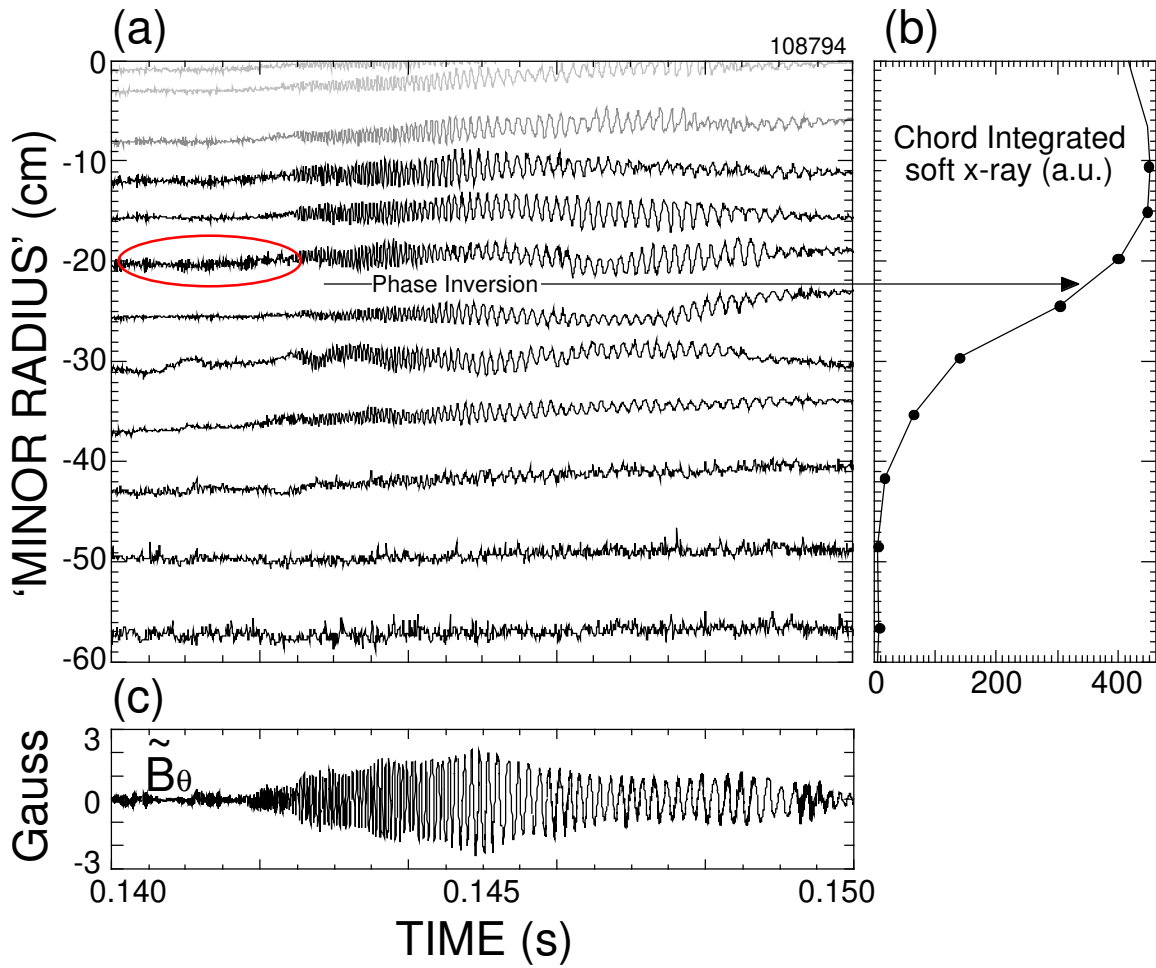 (a)
(b)
108794
0
-10
-20
-30
-40
-50
-60
'MINOR RADIUS' (cm)
Phase Inversion
Chord Integrated
soft x-ray (a.u.)
0
200
400
(c)
3
0
-3
Gauss
B̃θ
0.140
0.145
0.150
TIME (s)